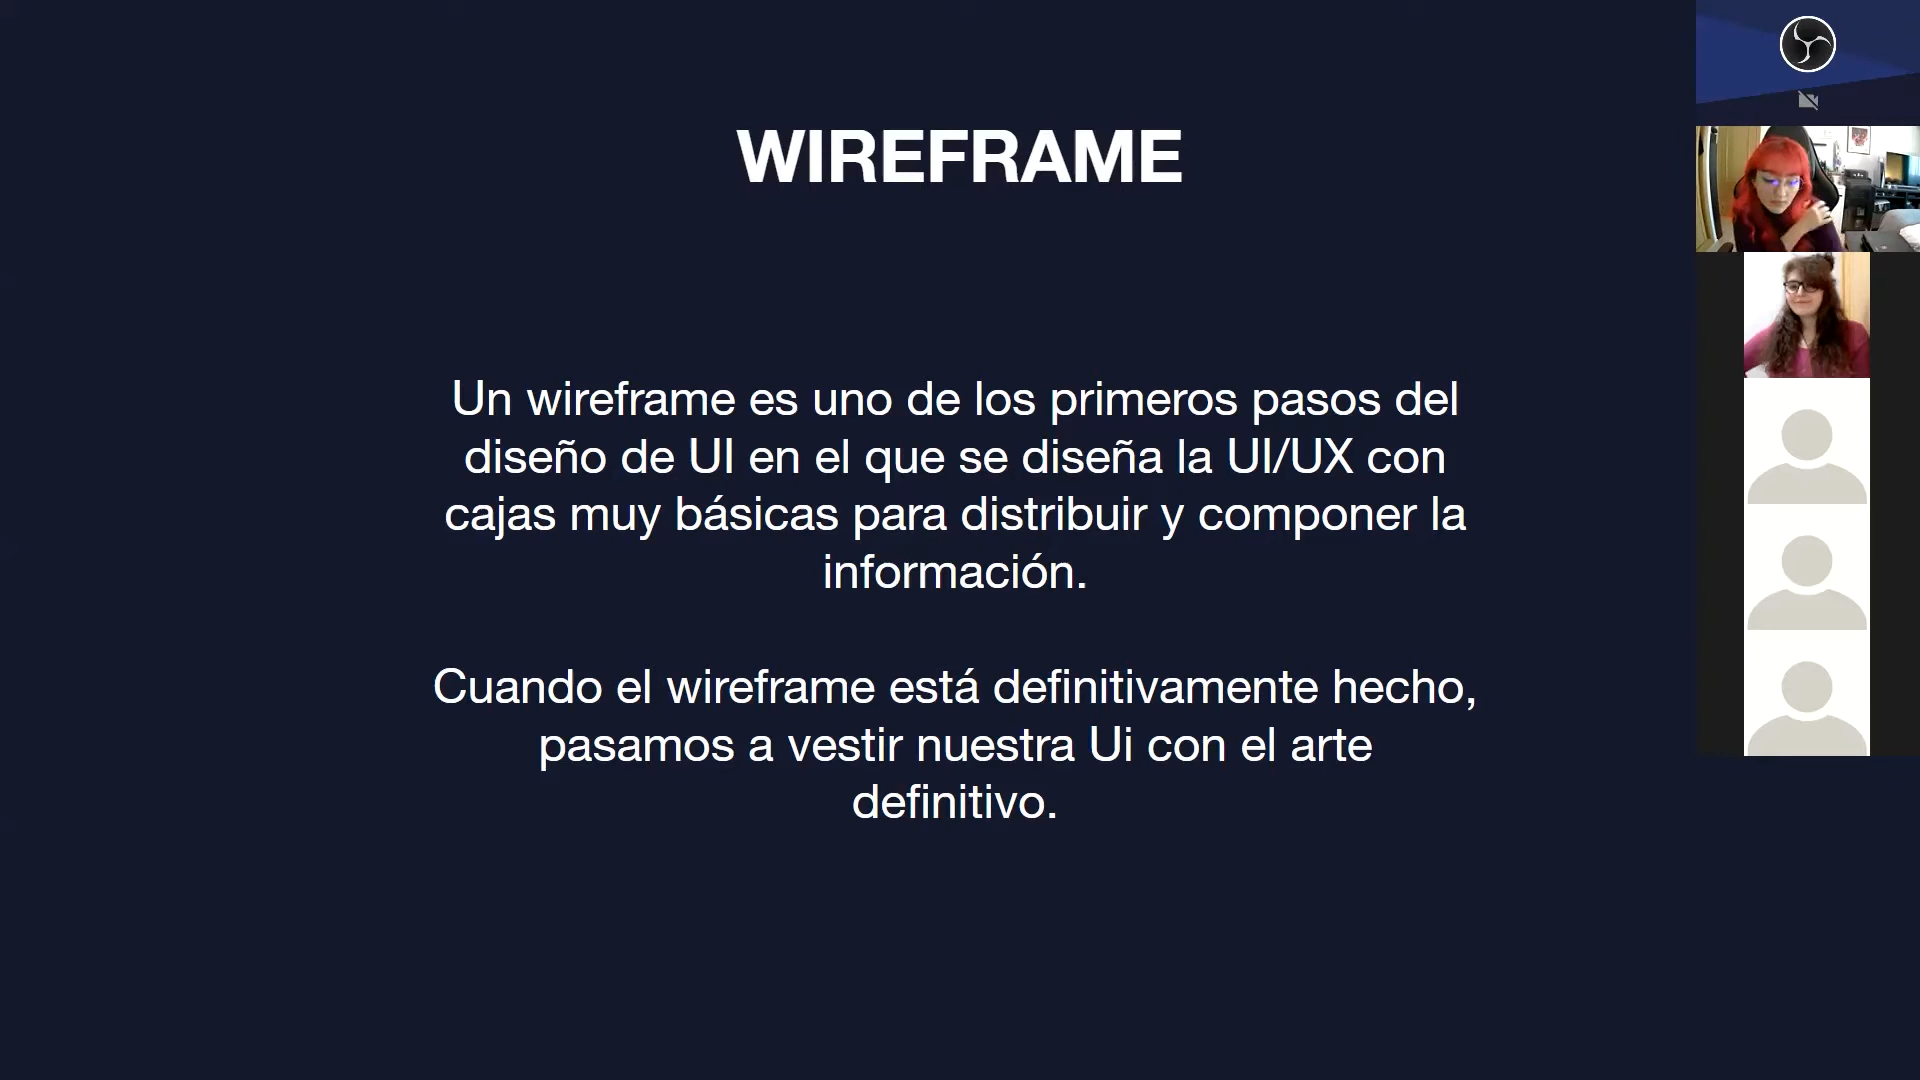 WIREFRAME
Un wireframe es uno de los primeros pasos del
diseño de UI en el que se diseña la UI/UX con
cajas muy básicas para distribuir y componer la
información.
Cuando el wireframe está definitivamente hecho,
pasamos a vestir nuestra Ui con el arte
definitivo.